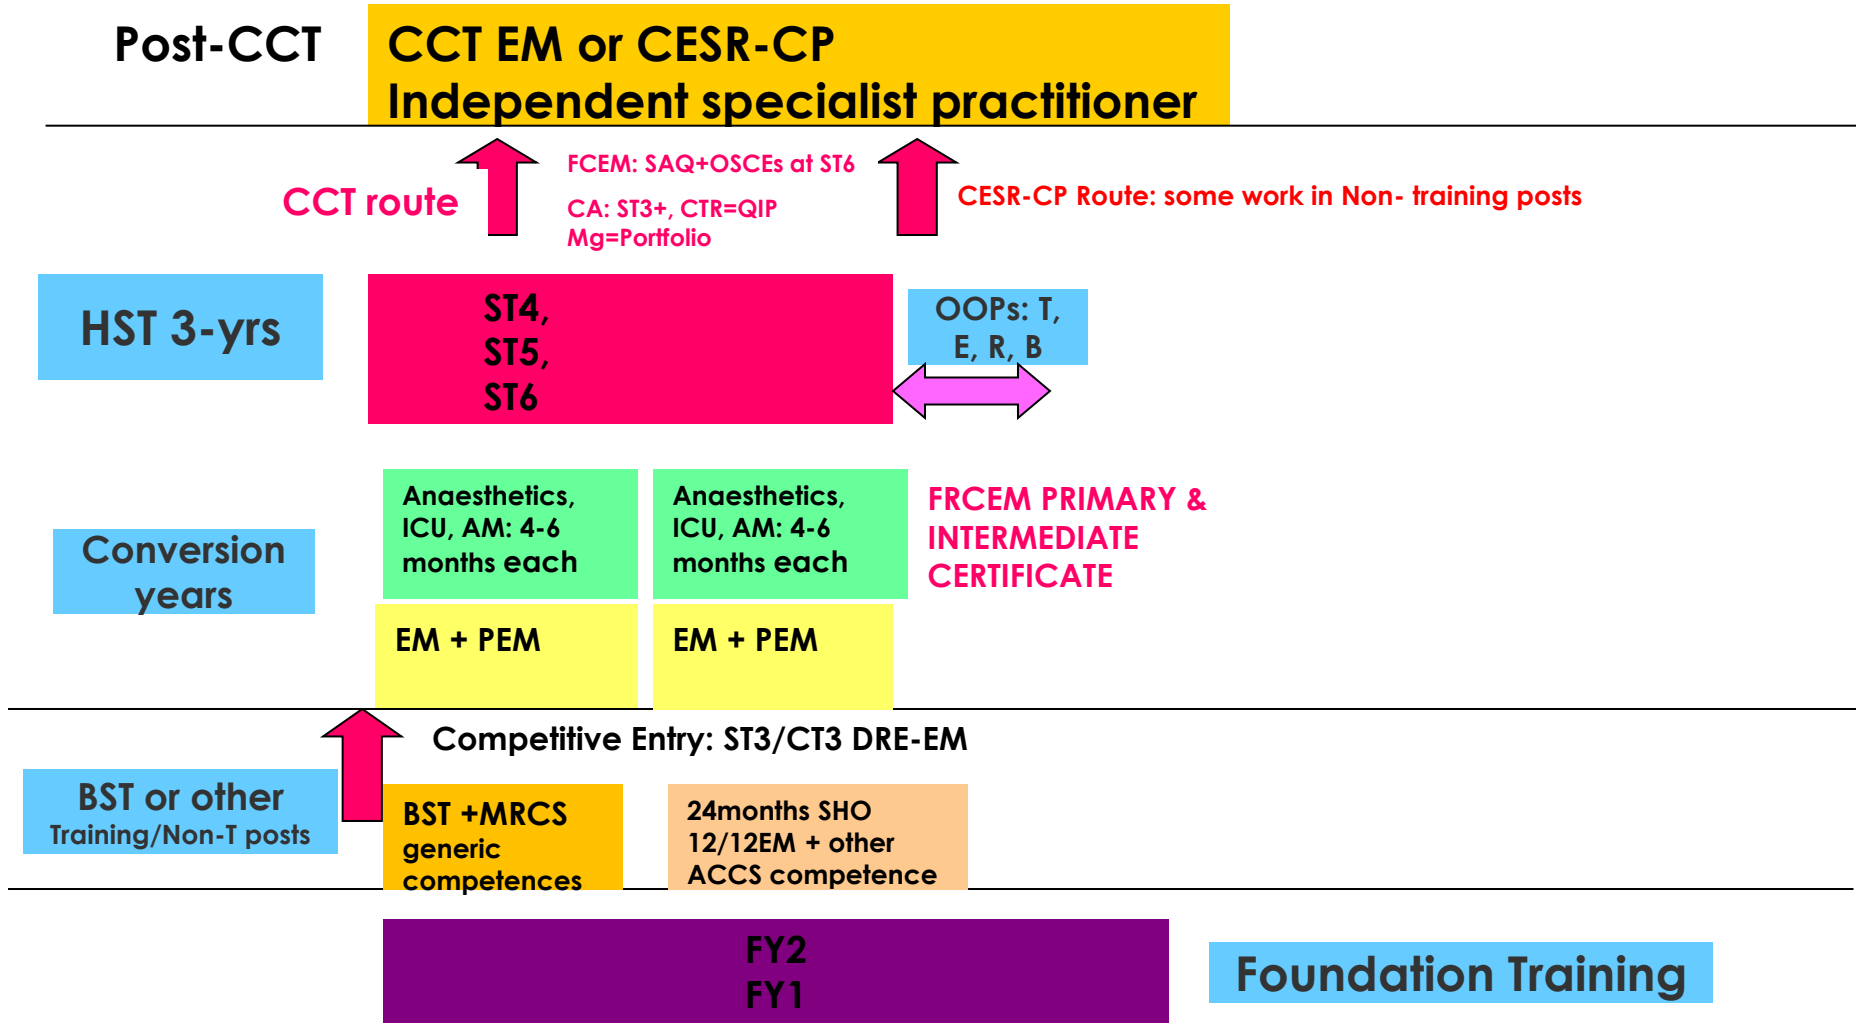 Post-CCT
CCT EM or CESR-CP
Independent specialist practitioner
CCT route
FCEM: SAQ+OSCEs at ST6
CA: ST3+, CTR=QIP
Mg=Portfolio
CESR-CP Route: some work in Non- training posts
HST 3-yrs
ST4,
ST5,
ST6
OOPs: T,
E, R, B
Conversion
years
Anaesthetics,
ICU, AM: 4-6
months each
Anaesthetics,
ICU, AM: 4-6
months each
FRCEM PRIMARY &
INTERMEDIATE
CERTIFICATE
EM + PEM
EM + PEM
Competitive Entry: ST3/CT3 DRE-EM
BST or other
Training/Non-T posts
BST +MRCS
generic
competences
24months SHO
12/12EM + other
ACCS competence
FY2
FY1
Foundation Training